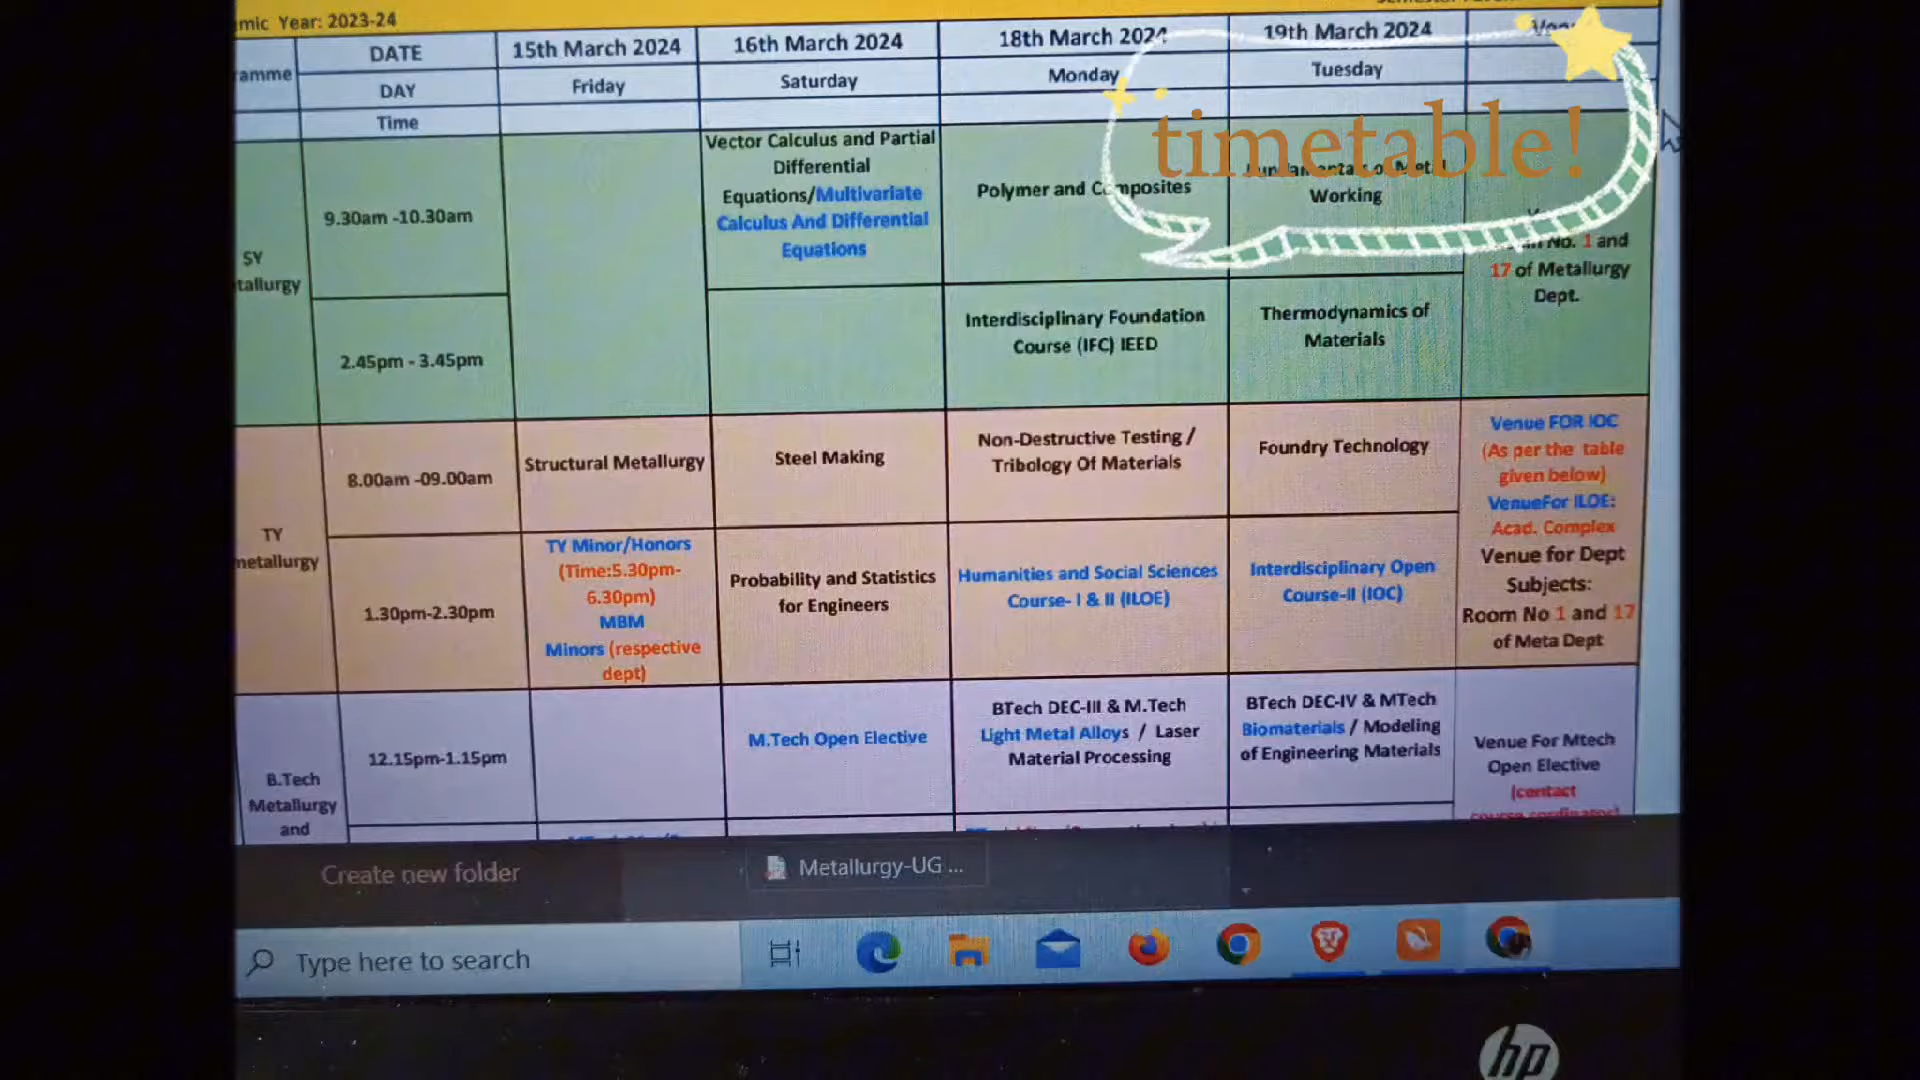 mic Year: 2023-24
DATE 15th March 2024 16th March 2024 18th March 2024 19th March 2024
ramme
DAY Friday Saturday Monday Tuesday
Time
timetable!
SY
tallurgy
9.30am -10.30am
Vector Calculus and Partial
Differential
Equations/Multivariate
Calculus And Differential
Equations
Polymer and Composites
Working
No. 1 and
17 of Metallurgy
Dept.
2.45pm - 3.45pm
Interdisciplinary Foundation
Course (IFC) IEED
Thermodynamics of
Materials
TY
metallurgy
8.00am -09.00am
Structural Metallurgy
Steel Making
Non-Destructive Testing /
Tribology Of Materials
Foundry Technology
Venue FOR IOC
(As per the table
given below)
VenueFor ILOE:
Acad. Complex
Venue for Dept
Subjects:
Room No 1 and 17
of Meta Dept
1.30pm-2.30pm
TY Minor/Honors
(Time:5.30pm-
6.30pm)
MBM
Minors (respective
dept)
Probability and Statistics
for Engineers
Humanities and Social Sciences
Course- I & II (ILOE)
Interdisciplinary Open
Course-II (IOC)
B.Tech
Metallurgy
and
12.15pm-1.15pm
M.Tech Open Elective
BTech DEC-III & M.Tech
Light Metal Alloys / Laser
Material Processing
BTech DEC-IV & MTech
Biomaterials / Modeling
of Engineering Materials
Venue For Mtech
Open Elective
(contact
Create new folder
Metallurgy-UG ...
Type here to search
hp